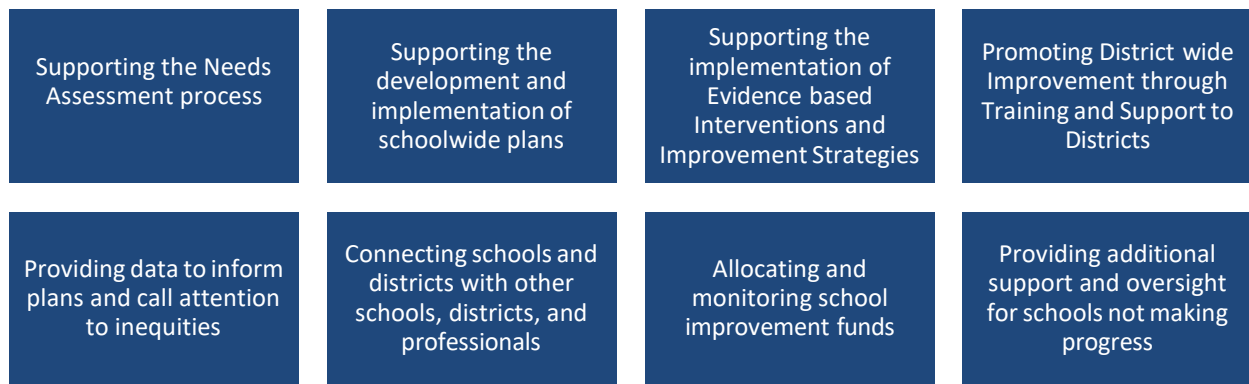 Supporting the Needs
Assessment process
Supporting the
development and
implementation of
schoolwide plans
Supporting the
implementation of
Evidence based
Interventions and
Improvement Strategies
Promoting District wide
Improvement through
Training and Support to
Districts
Providing data to inform
plans and call attention
to inequities
Connecting schools and
districts with other
schools, districts, and
professionals
Allocating and
monitoring school
improvement funds
Providing additional
support and oversight
for schools not making
progress